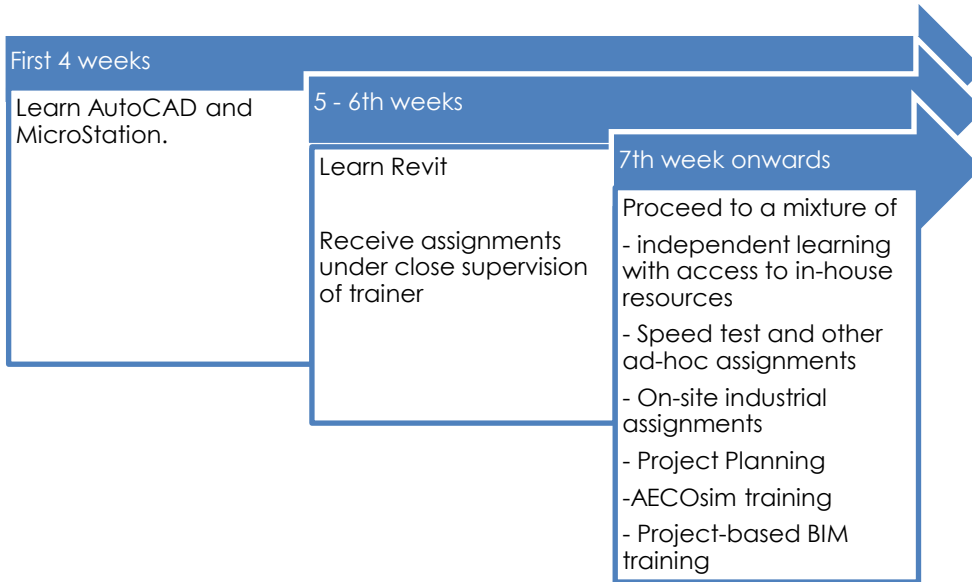 First 4 weeks
Learn AutoCAD and
MicroStation.
5 - 6th weeks
Learn Revit
Receive assignments
under close supervision
of trainer
7th week onwards
Proceed to a mixture of
- independent learning
with access to in-house
resources
- Speed test and other
ad-hoc assignments
- On-site industrial
assignments
- Project Planning
-AECOsim training
- Project-based BIM
training